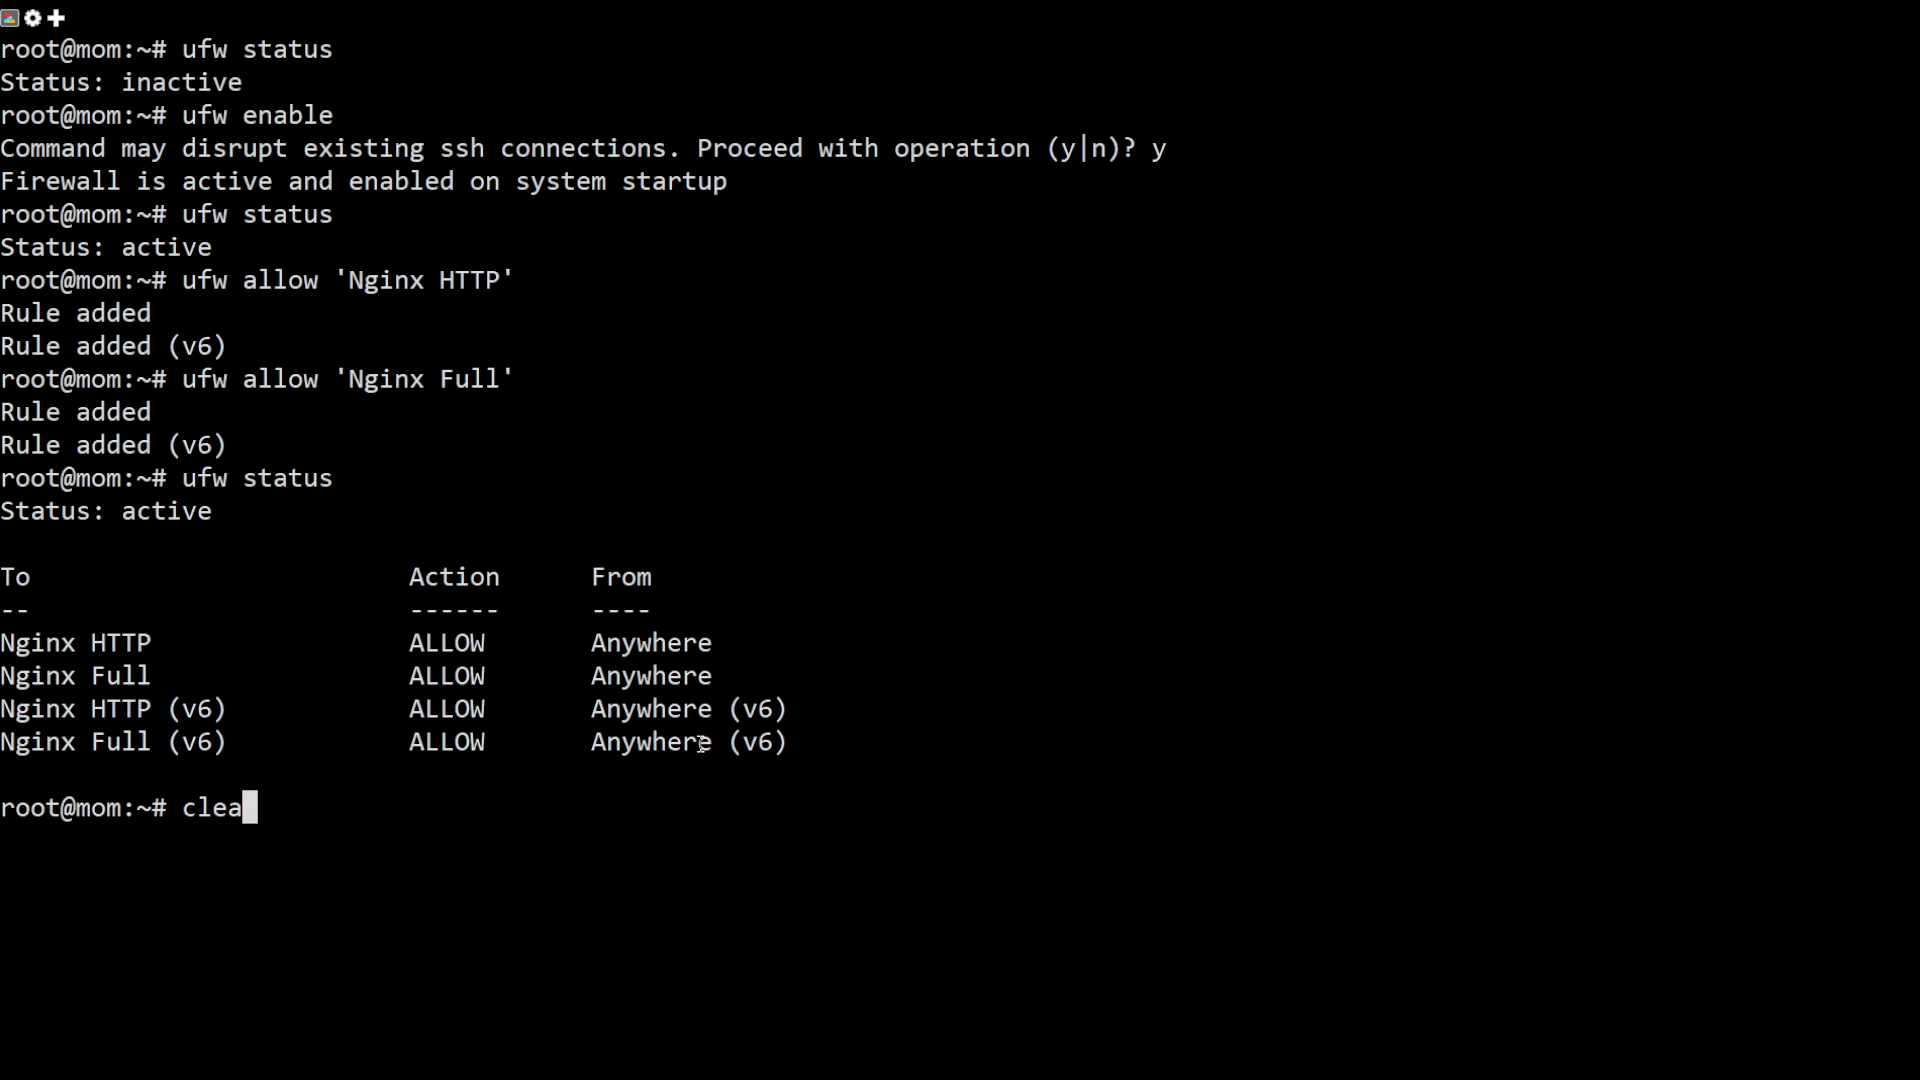 root@mom:~# ufw status
Status: inactive
root@mom:~# ufw enable
Command may disrupt existing ssh connections. Proceed with operation (y|n)? y
Firewall is active and enabled on system startup
root@mom:~# ufw status
Status: active
root@mom:~# ufw allow 'Nginx HTTP'
Rule added
Rule added (v6)
root@mom:~# ufw allow 'Nginx Full'
Rule added
Rule added (v6)
root@mom:~# ufw status
Status: active
To                         Action      From
--                         ------      ----
Nginx HTTP                 ALLOW       Anywhere
Nginx Full                 ALLOW       Anywhere
Nginx HTTP (v6)            ALLOW       Anywhere (v6)
Nginx Full (v6)            ALLOW       Anywhere (v6)
root@mom:~# clea